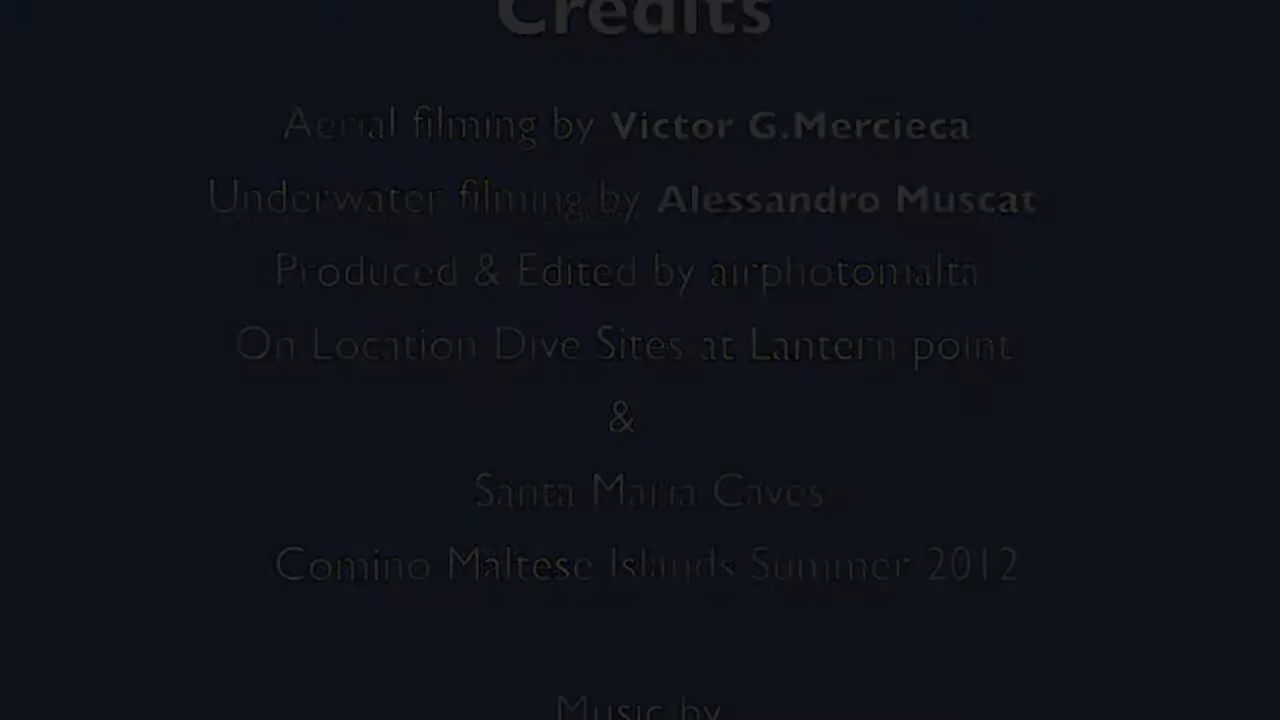 Credits
Aerial filming by Victor G.Mercieca
Underwater filming by Alessandro Muscat
Produced & Edited by airphotomalta
On Location Dive Sites at Lantern point
&
Santa Maria Caves
Comino Maltese Islands Summer 2012
Music by